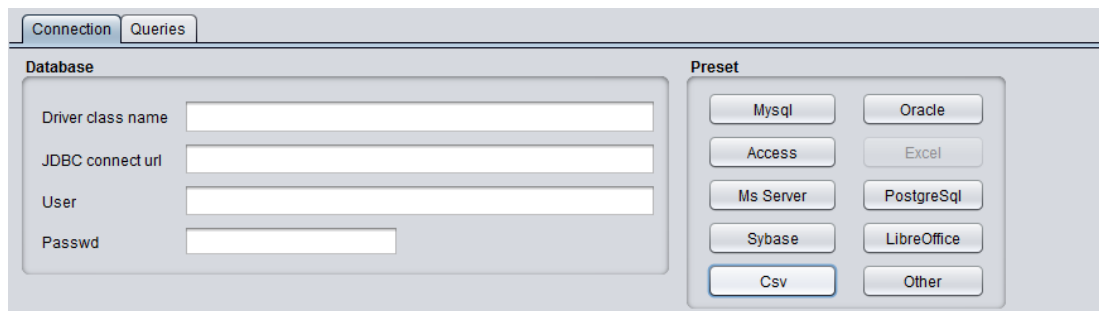 Connection Queries
Database
Driver class name
JDBC connect url
User
Passwd
Preset
Mysql Oracle
Access Excel
Ms Server PostgreSql
Sybase LibreOffice
Csv Other